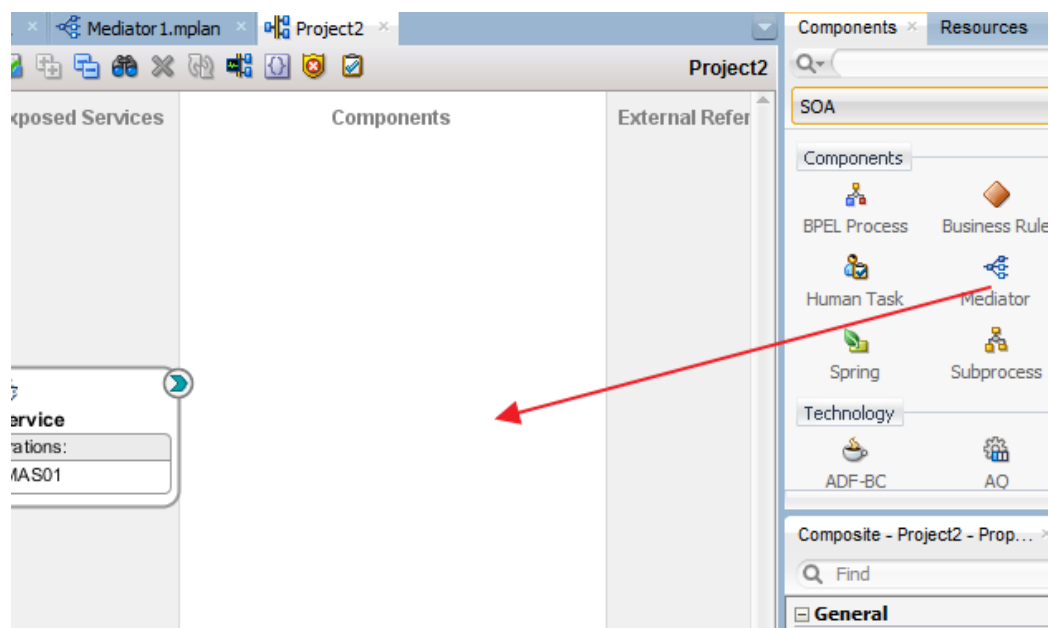 Mediator1.mplan
Project2
Components
Resources
Project2
xposed Services
Components
External Refer
SOA
Components
BPEL Process
Business Rule
Human Task
Mediator
Spring
Subprocess
Technology
ADF-BC
AQ
ervice
rations:
MAS01
Composite - Project2 - Prop...
Find
General